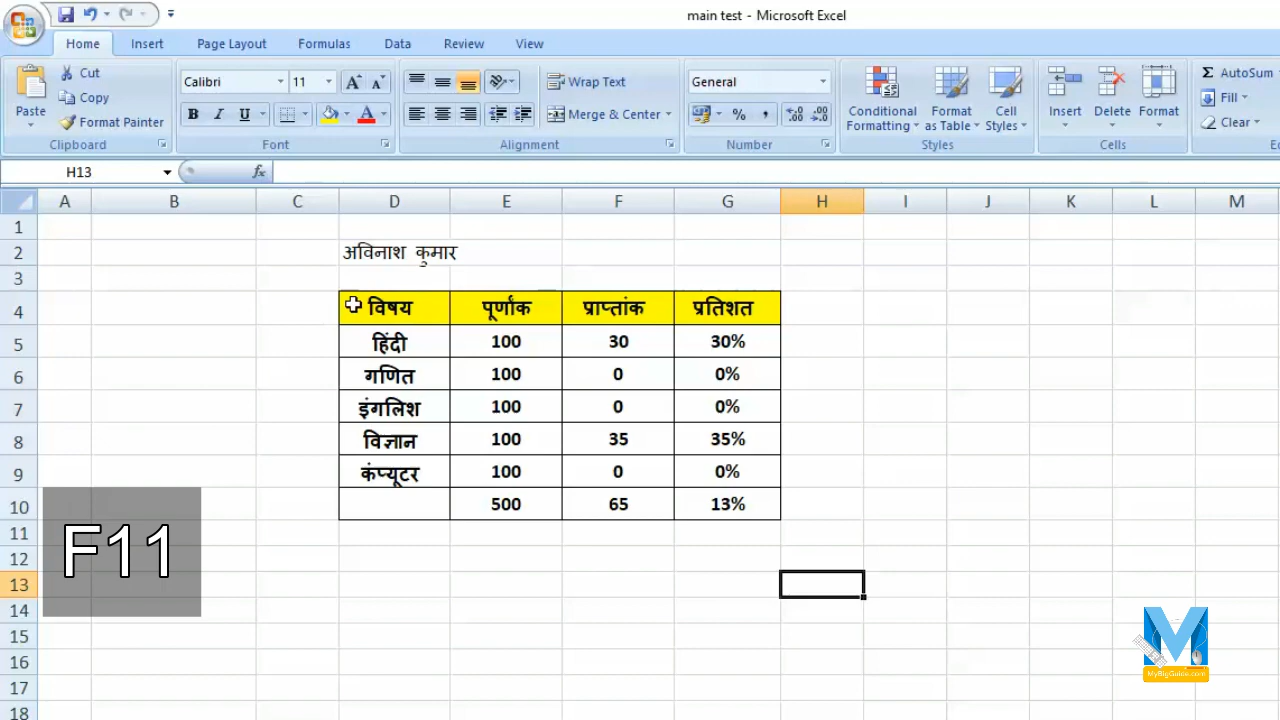 main test - Microsoft Excel
Home Insert Page Layout Formulas Data Review View
Cut
Copy
Format Painter
Paste
Clipboard
Calibri 11
B I U
Font
Wrap Text
Merge & Center
Alignment
General
%
Number
Conditional Formatting
Format as Table
Cell Styles
Styles
Insert Delete Format
Cells
AutoSum
Fill
Clear
H13 fx
A B C D E F G H I J K L M
1
2 अविनाश कुमार
3
4 विषय पूर्णांक प्राप्तांक प्रतिशत
5 हिंदी 100 30 30%
6 गणित 100 0 0%
7 इंगलिश 100 0 0%
8 विज्ञान 100 35 35%
9 कंप्यूटर 100 0 0%
10 500 65 13%
11
12
13
14
15
16
17
18
F11
MyBigGuide.com